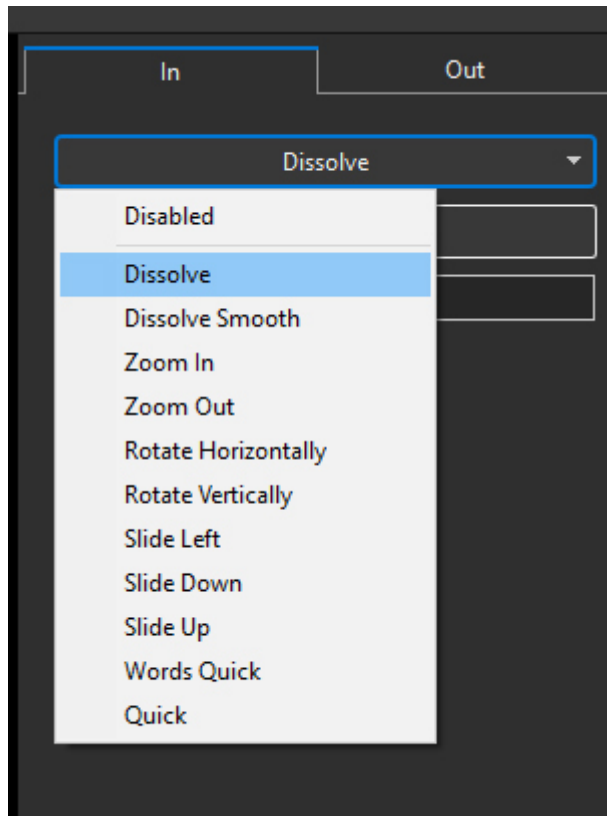 In Out
Dissolve
Disabled
Dissolve
Dissolve Smooth
Zoom In
Zoom Out
Rotate Horizontally
Rotate Vertically
Slide Left
Slide Down
Slide Up
Words Quick
Quick